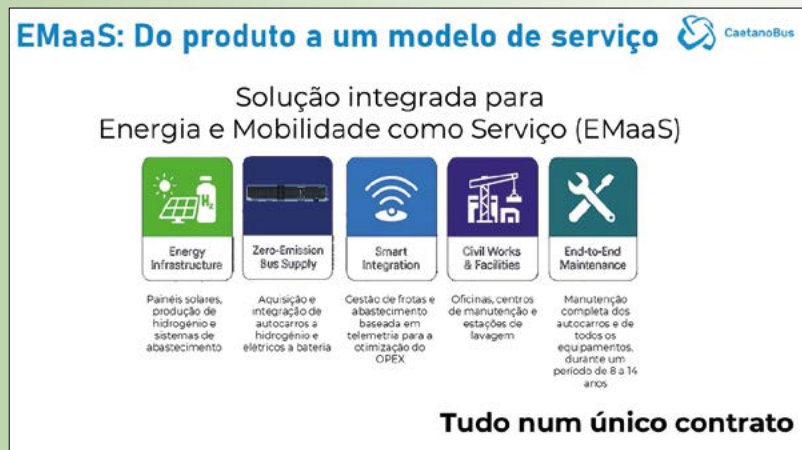 EMaaS: Do produto a um modelo de serviço
CaetanoBus
Solução integrada para
Energia e Mobilidade como Serviço (EMaaS)
H₂
Energy
Infrastructure
Painéis solares,
produção de
hidrogénio e
sistemas de
abastecimento
Zero-Emission
Bus Supply
Aquisição e
integração de
autocarros a
hidrogénio e
elétricos a bateria
Smart
Integration
Gestão de frotas e
abastecimento
baseada em
telemetria para a
otimização do
OPEX
Civil Works
& Facilities
Oficinas, centros
de manutenção e
estações de
lavagem
End-to-End
Maintenance
Manutenção
completa dos
autocarros e de
todos os
equipamentos,
durante um
período de 8 a 14
anos
Tudo num único contrato